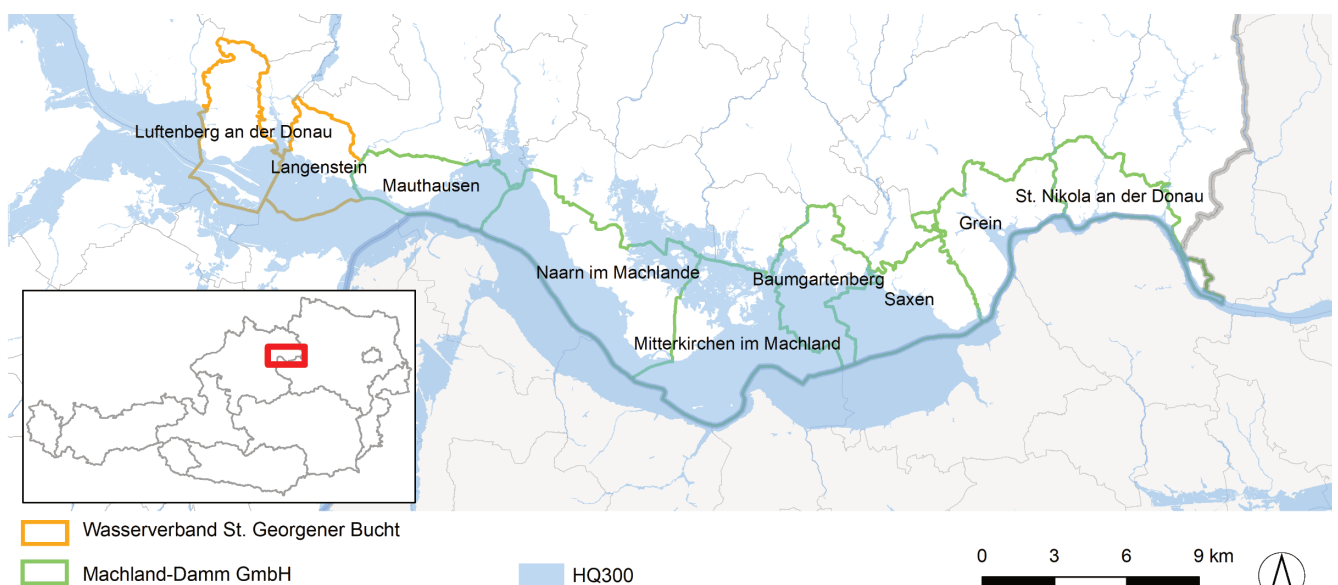 Luftenberg an der Donau
Langenstein
Mauthausen
St. Nikola an der Donau
Grein
Naarn im Machlande
Baumgartenberg
Saxen
Mitterkirchen im Machland
Wasserverband St. Georgener Bucht
Machland-Damm GmbH
HQ300
0 3 6 9 km